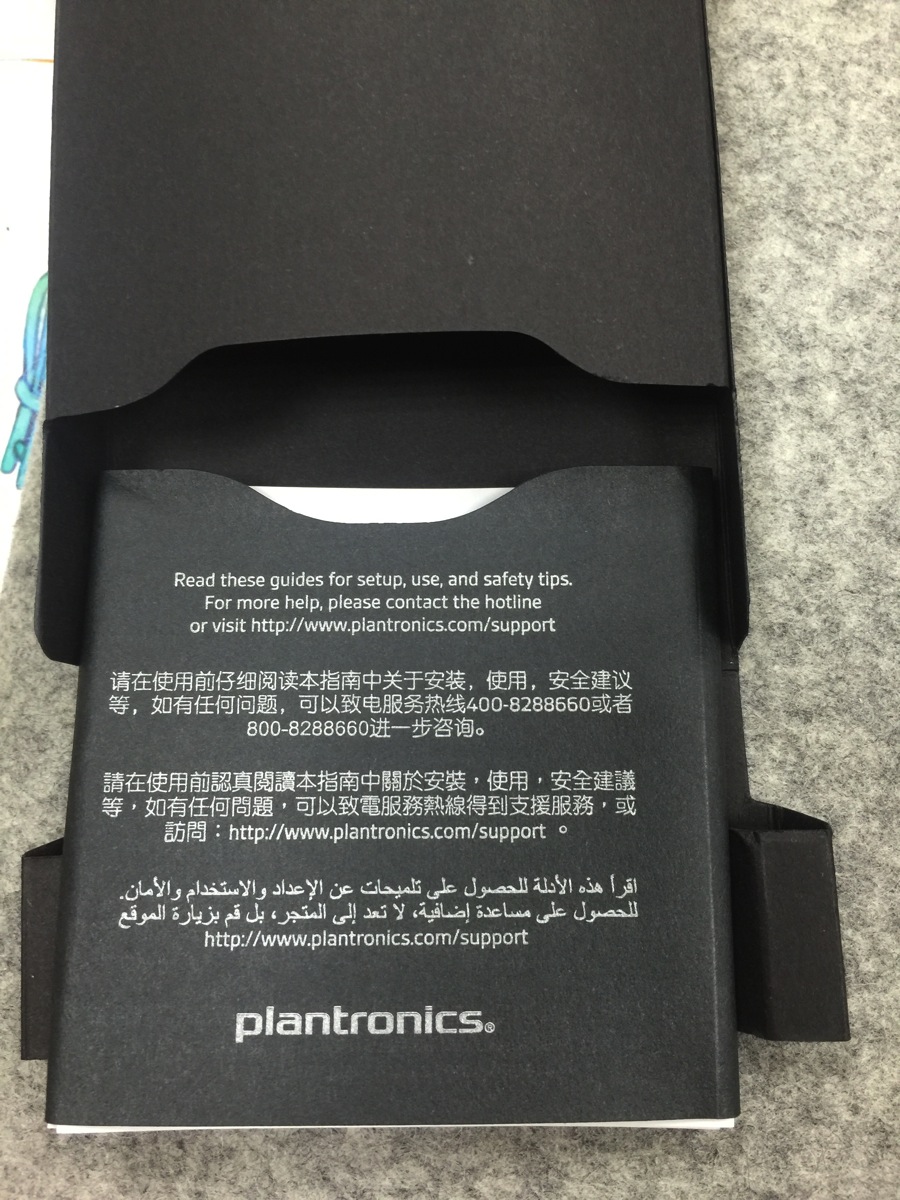 Read these guides for setup, use, and safety tips.
For more help, please contact the hotline
or visit http://www.plantronics.com/support
请在使用前仔细阅读本指南中关于安装，使用，安全建议
等，如有任何问题，可以致电服务热线400-8288660或者
800-8288660进一步咨询。
請在使用前認真閱讀本指南中關於安裝，使用，安全建議
等，如有任何問題，可以致電服務熱線得到支援服務，或
訪問：http://www.plantronics.com/support 。
اقرأ هذه الأدلة للحصول على تلميحات عن الإعداد والاستخدام والأمان.
للحصول على مساعدة إضافية، لا تعد إلى المتجر، بل قم بزيارة الموقع
http://www.plantronics.com/support
plantronics®